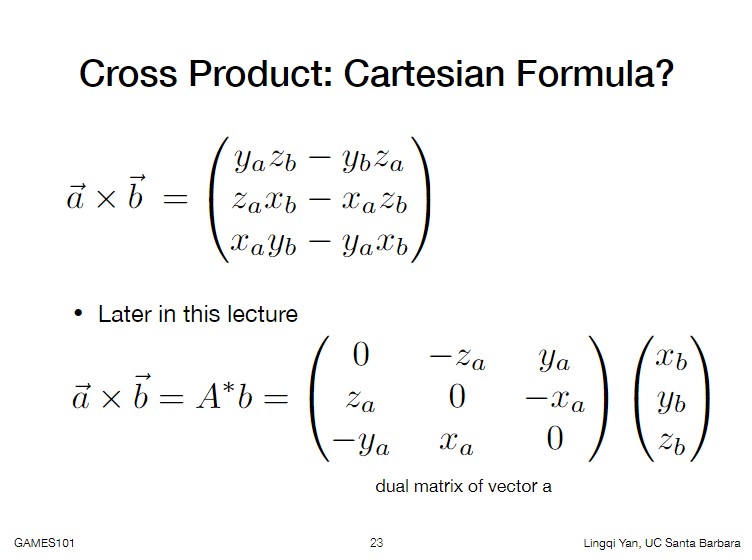 Cross Product: Cartesian Formula?
$\vec{a} \times \vec{b} = \begin{pmatrix} y_a z_b - y_b z_a \\ z_a x_b - x_a z_b \\ x_a y_b - y_a x_b \end{pmatrix}$
• Later in this lecture
$\vec{a} \times \vec{b} = A^* b = \begin{pmatrix} 0 & -z_a & y_a \\ z_a & 0 & -x_a \\ -y_a & x_a & 0 \end{pmatrix} \begin{pmatrix} x_b \\ y_b \\ z_b \end{pmatrix}$
dual matrix of vector a
GAMES101 23 Lingqi Yan, UC Santa Barbara